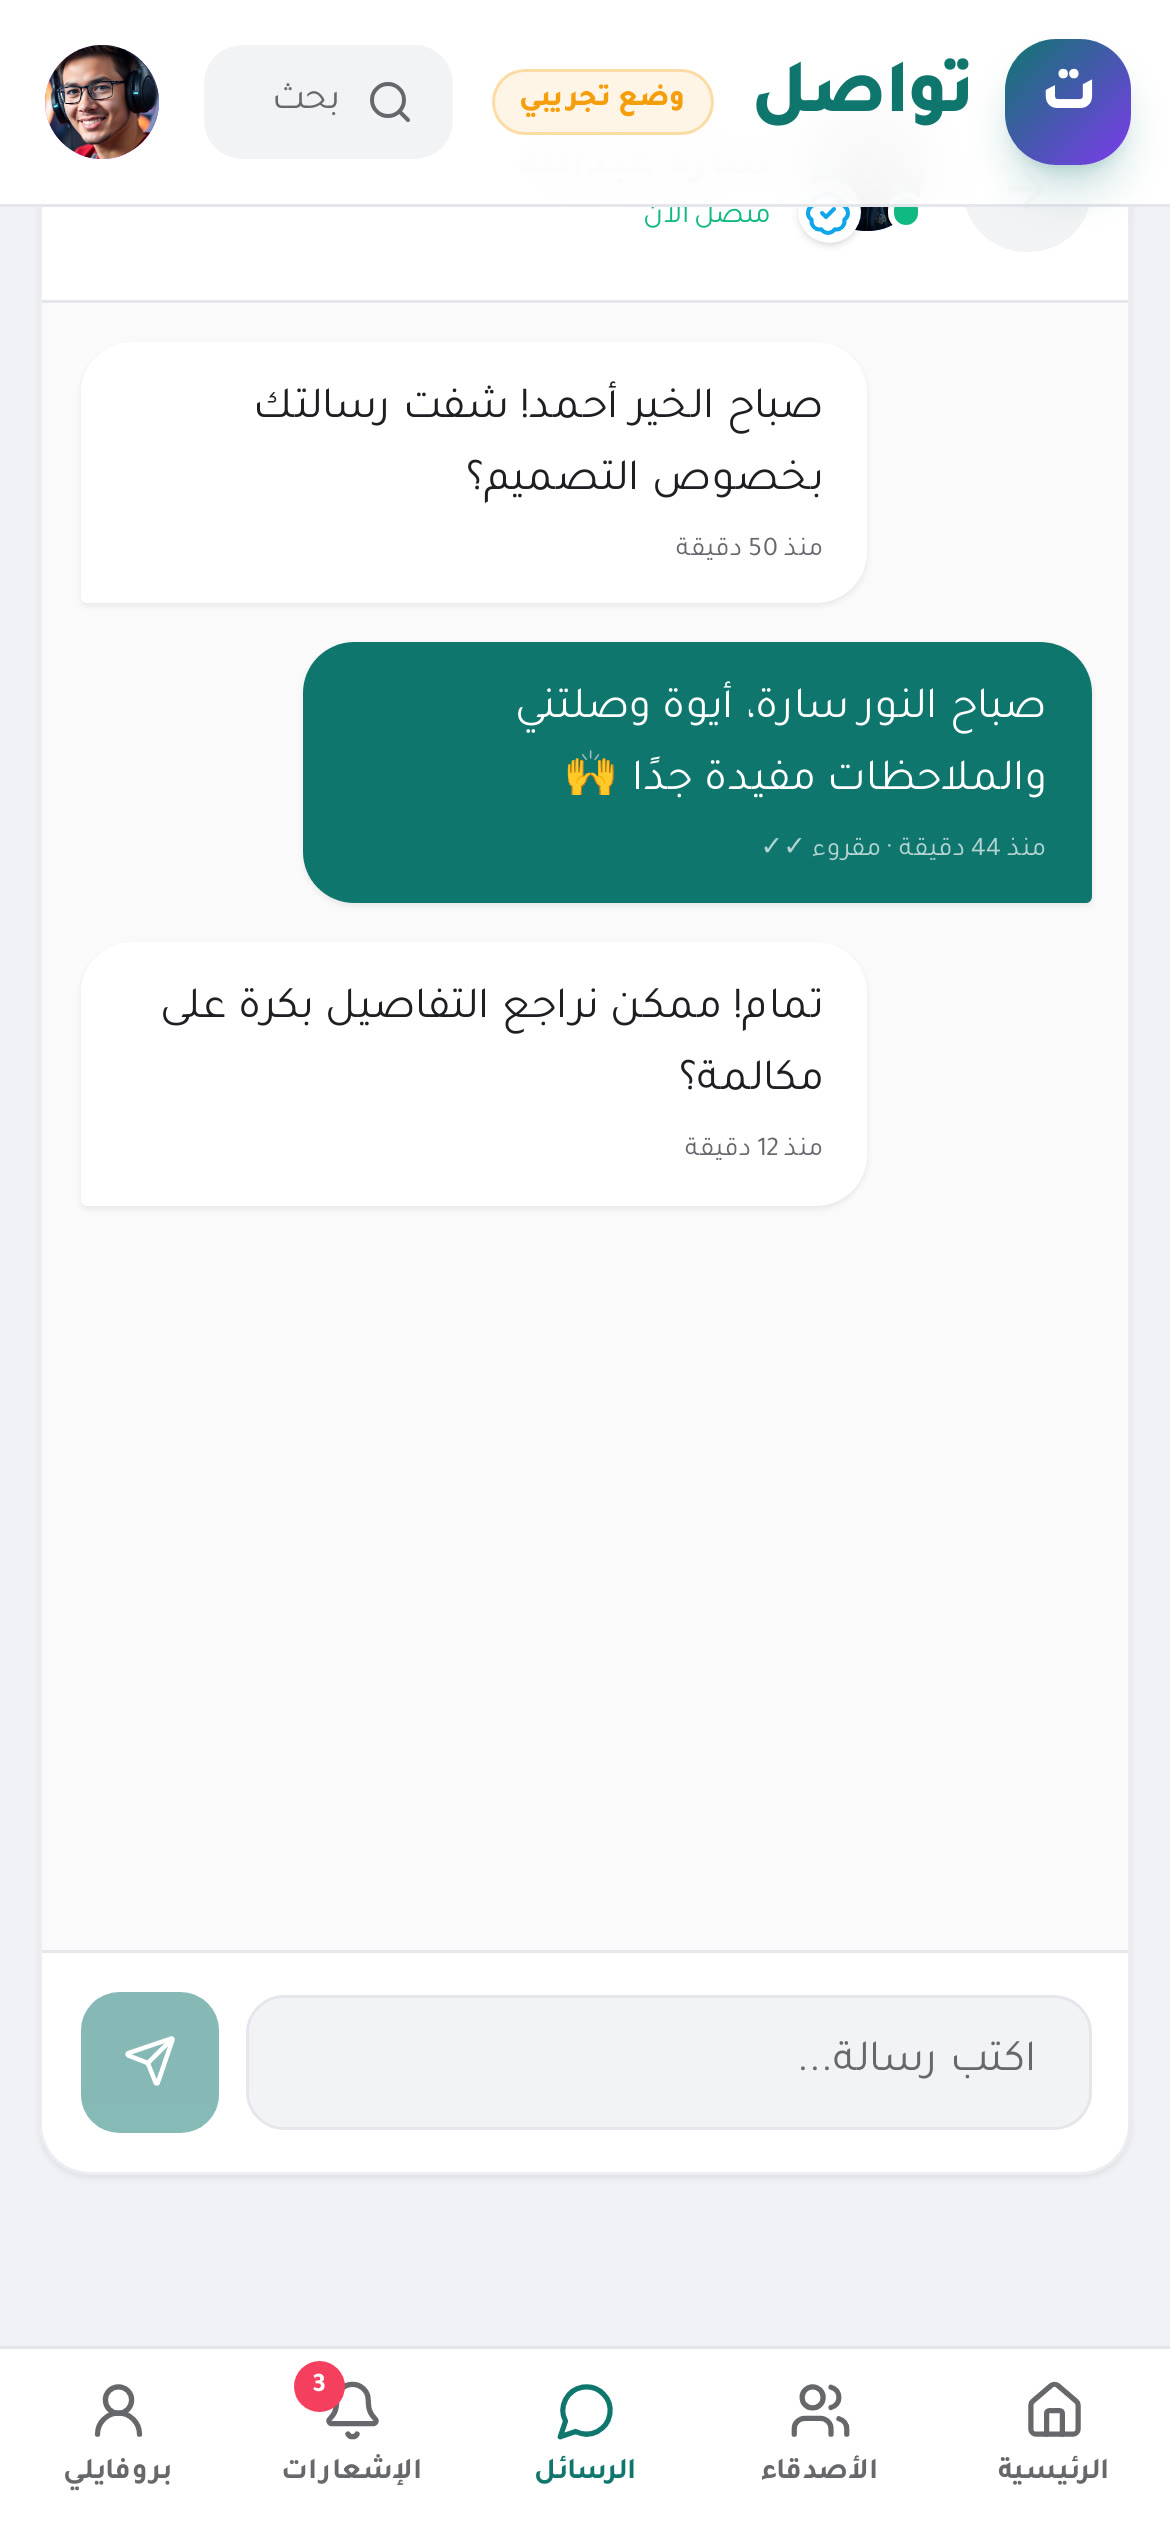 ت
تواصل
وضع تجريبي
بحث
متصل الآن
صباح الخير أحمد! شفت رسالتك
بخصوص التصميم؟
منذ 50 دقيقة
صباح النور سارة، أيوة وصلتني
والملاحظات مفيدة جدًا 🙌
منذ 44 دقيقة · مقروء ✓✓
تمام! ممكن نراجع التفاصيل بكرة على
مكالمة؟
منذ 12 دقيقة
اكتب رسالة...
3
الرئيسية
الأصدقاء
الرسائل
الإشعارات
بروفايلي